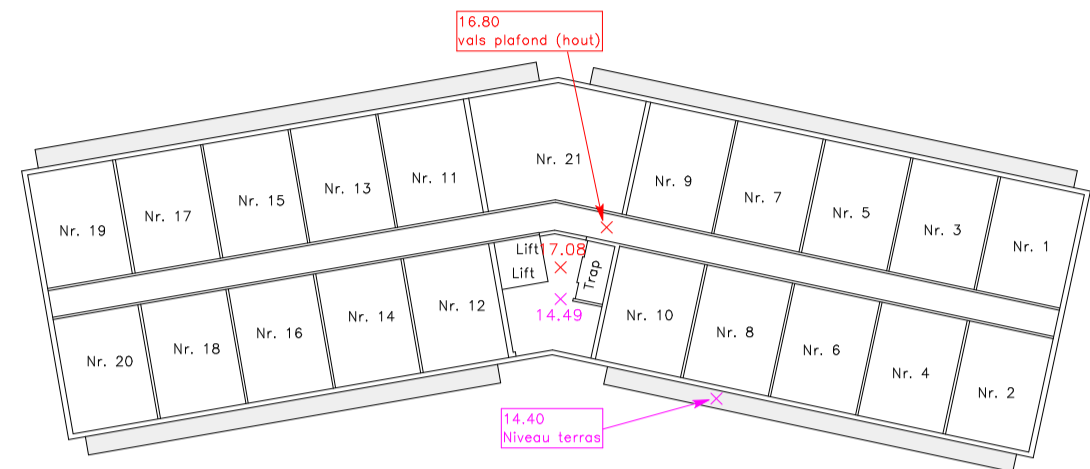 16.80
vals plafond (hout)
Nr. 21
Nr. 11
Nr. 13
Nr. 15
Nr. 17
Nr. 19
Nr. 9
Nr. 7
Nr. 5
Nr. 3
Nr. 1
Lift
17.08
Lift
Trap
14.49
Nr. 12
Nr. 14
Nr. 16
Nr. 18
Nr. 20
Nr. 10
Nr. 8
Nr. 6
Nr. 4
Nr. 2
14.40
Niveau terras